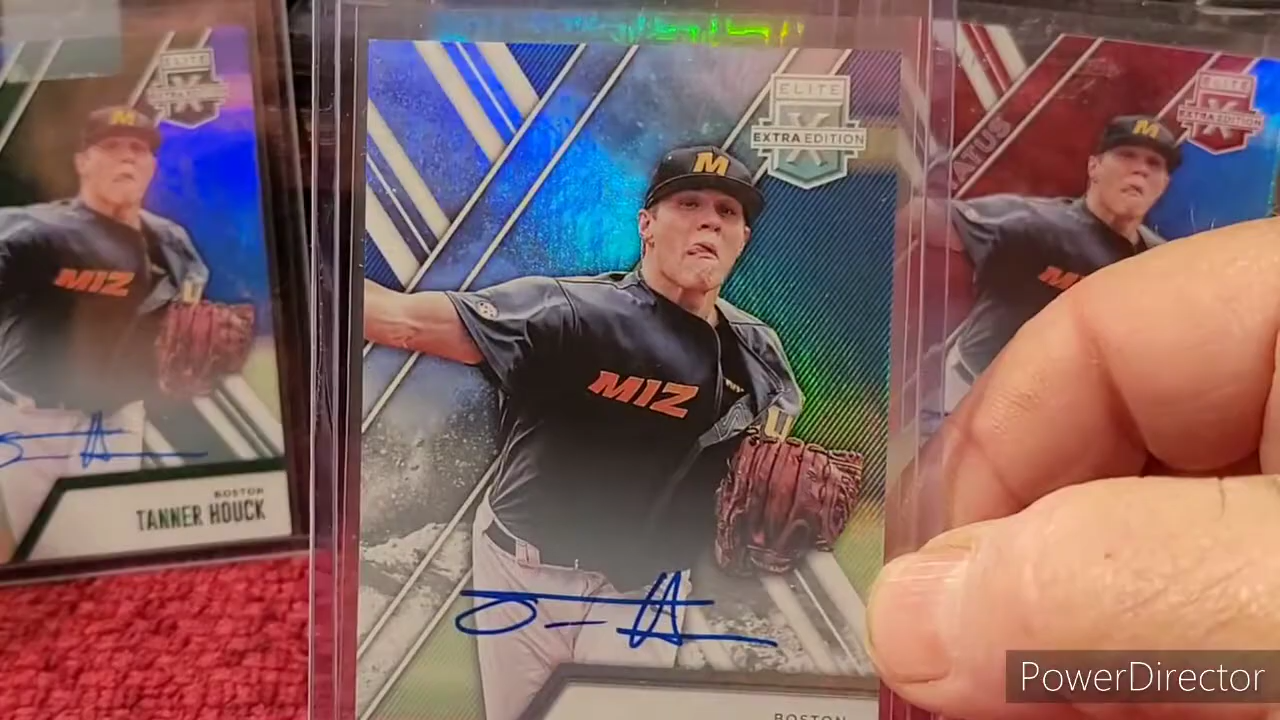 ELITE
X
EXTRA EDITION
M
MIZ
BOSTON
TANNER HOUCK
ELITE
EXTRA EDITION
X
M
MIZ
U
BOSTON
ELITE
X
EXTRA EDITION
ATUS
M
MIZ
PowerDirector